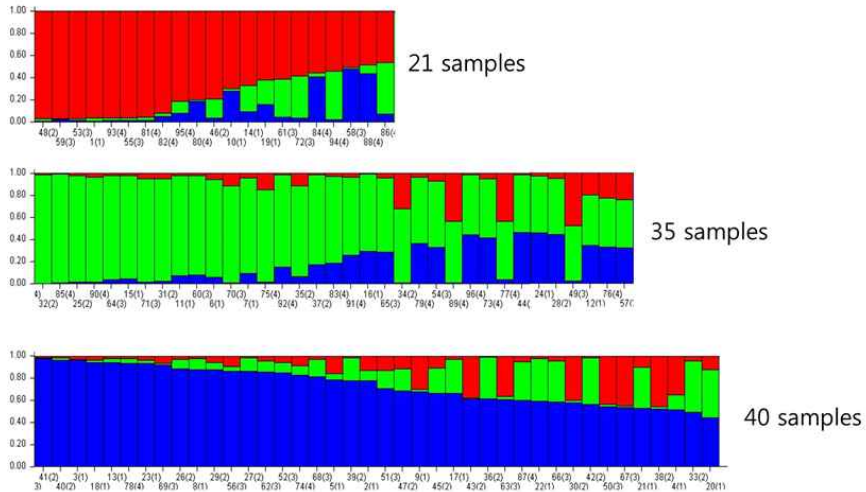 1.00
0.80
0.60
0.40
0.20
0.00
48(2) 53(3) 93(4) 81(4) 95(4) 46(2) 14(1) 61(3) 84(4) 58(3) 86(
59(3) 1(1) 55(3) 82(4) 80(4) 10(1) 19(1) 72(3) 94(4) 88(4)
21 samples
1.00
0.80
0.60
0.40
0.20
0.00
4) 85(4) 90(4) 15(1) 31(2) 60(3) 70(3) 75(4) 35(2) 83(4) 16(1) 34(2) 54(3) 96(4) 77(4) 24(1) 49(3) 76(4)
32(2) 25(2) 64(3) 71(3) 11(1) 6(1) 7(1) 92(4) 37(2) 91(4) 65(3) 79(4) 89(4) 73(4) 44( 28(2) 12(1) 57(
35 samples
1.00
0.80
0.60
0.40
0.20
0.00
41(2) 3(1) 13(1) 23(1) 26(2) 29(2) 27(2) 52(3) 68(3) 39(2) 51(3) 9(1) 17(1) 36(2) 87(4) 66(3) 42(2) 67(3) 38(2) 33(2)
3) 40(2) 18(1) 78(4) 69(3) 8(1) 56(3) 62(3) 74(4) 5(1) 2(1) 47(2) 45(2) 43(2) 63(3) 22(1) 30(2) 50(3) 21(1) 4(1) 20(1)
40 samples